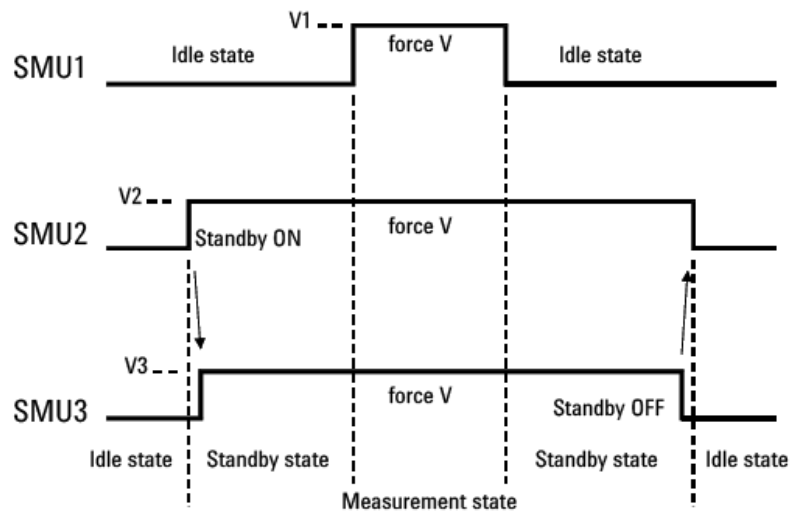 V1
Idle state
force V
Idle state
SMU1
V2
SMU2
Standby ON
force V
V3
SMU3
force V
Standby OFF
Idle state
Standby state
Standby state
Idle state
Measurement state